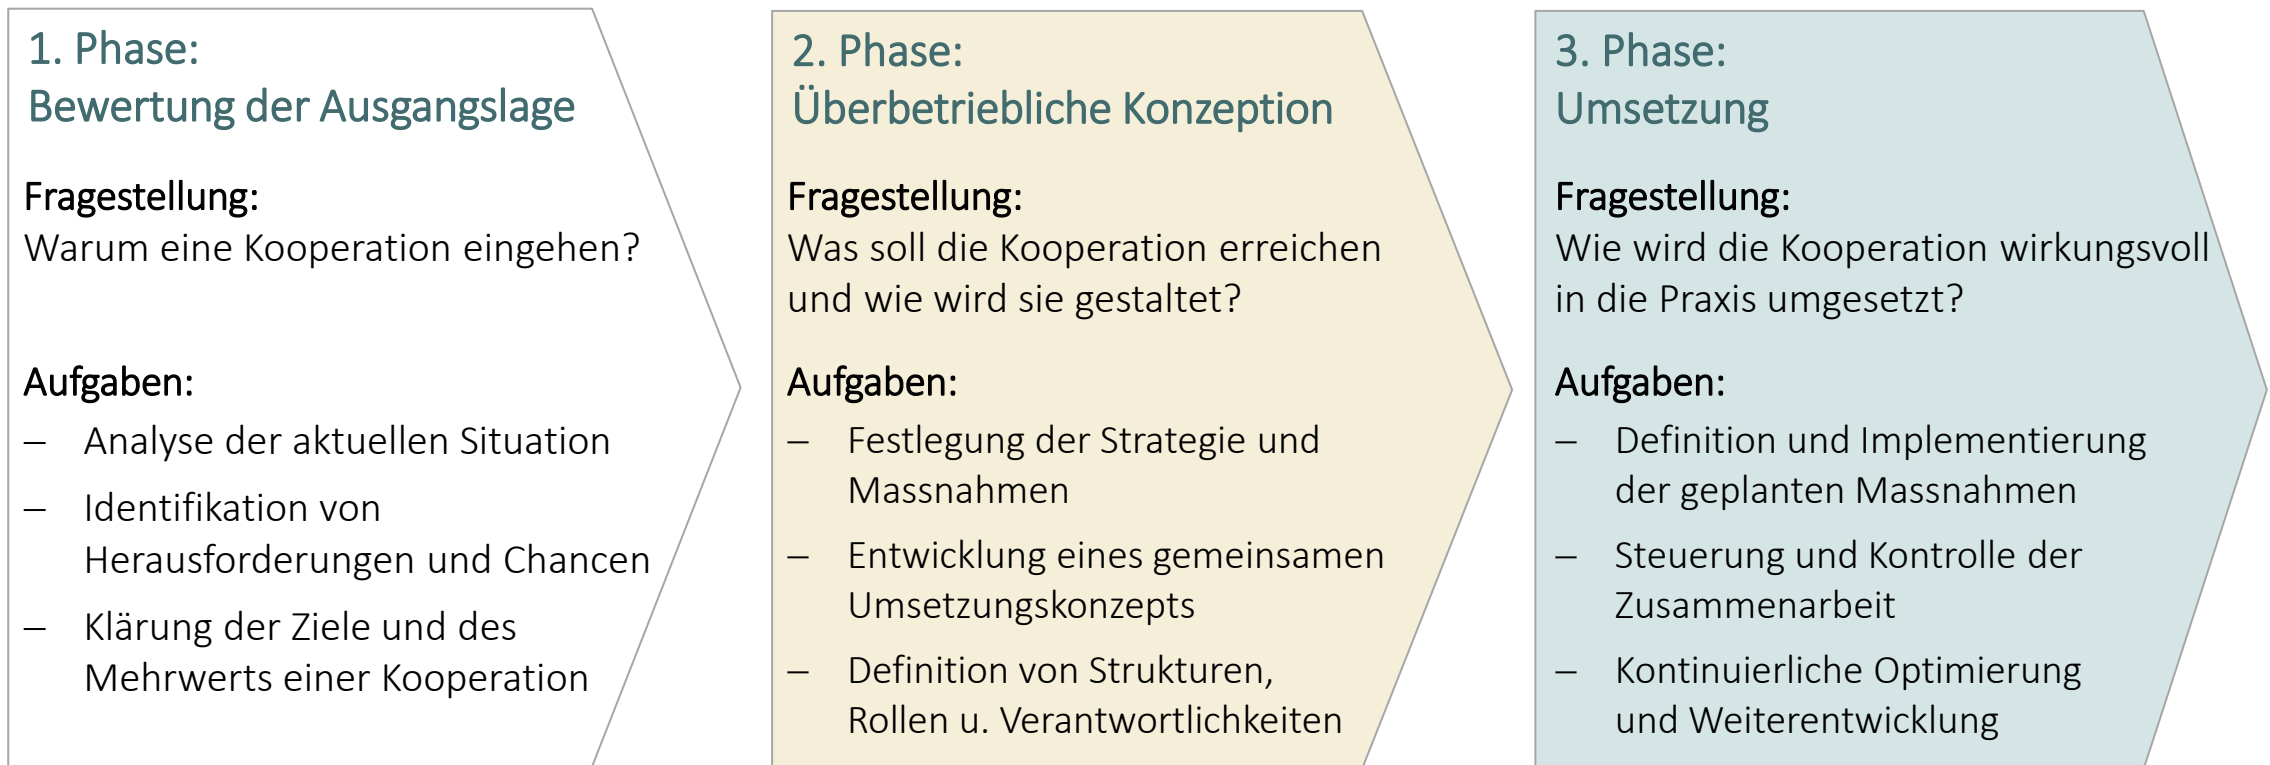 1. Phase:
Bewertung der Ausgangslage
Fragestellung:
Warum eine Kooperation eingehen?
Aufgaben:
– Analyse der aktuellen Situation
– Identifikation von
Herausforderungen und Chancen
– Klärung der Ziele und des
Mehrwerts einer Kooperation
2. Phase:
Überbetriebliche Konzeption
Fragestellung:
Was soll die Kooperation erreichen
und wie wird sie gestaltet?
Aufgaben:
– Festlegung der Strategie und
Massnahmen
– Entwicklung eines gemeinsamen
Umsetzungskonzepts
– Definition von Strukturen,
Rollen u. Verantwortlichkeiten
3. Phase:
Umsetzung
Fragestellung:
Wie wird die Kooperation wirkungsvoll
in die Praxis umgesetzt?
Aufgaben:
– Definition und Implementierung
der geplanten Massnahmen
– Steuerung und Kontrolle der
Zusammenarbeit
– Kontinuierliche Optimierung
und Weiterentwicklung